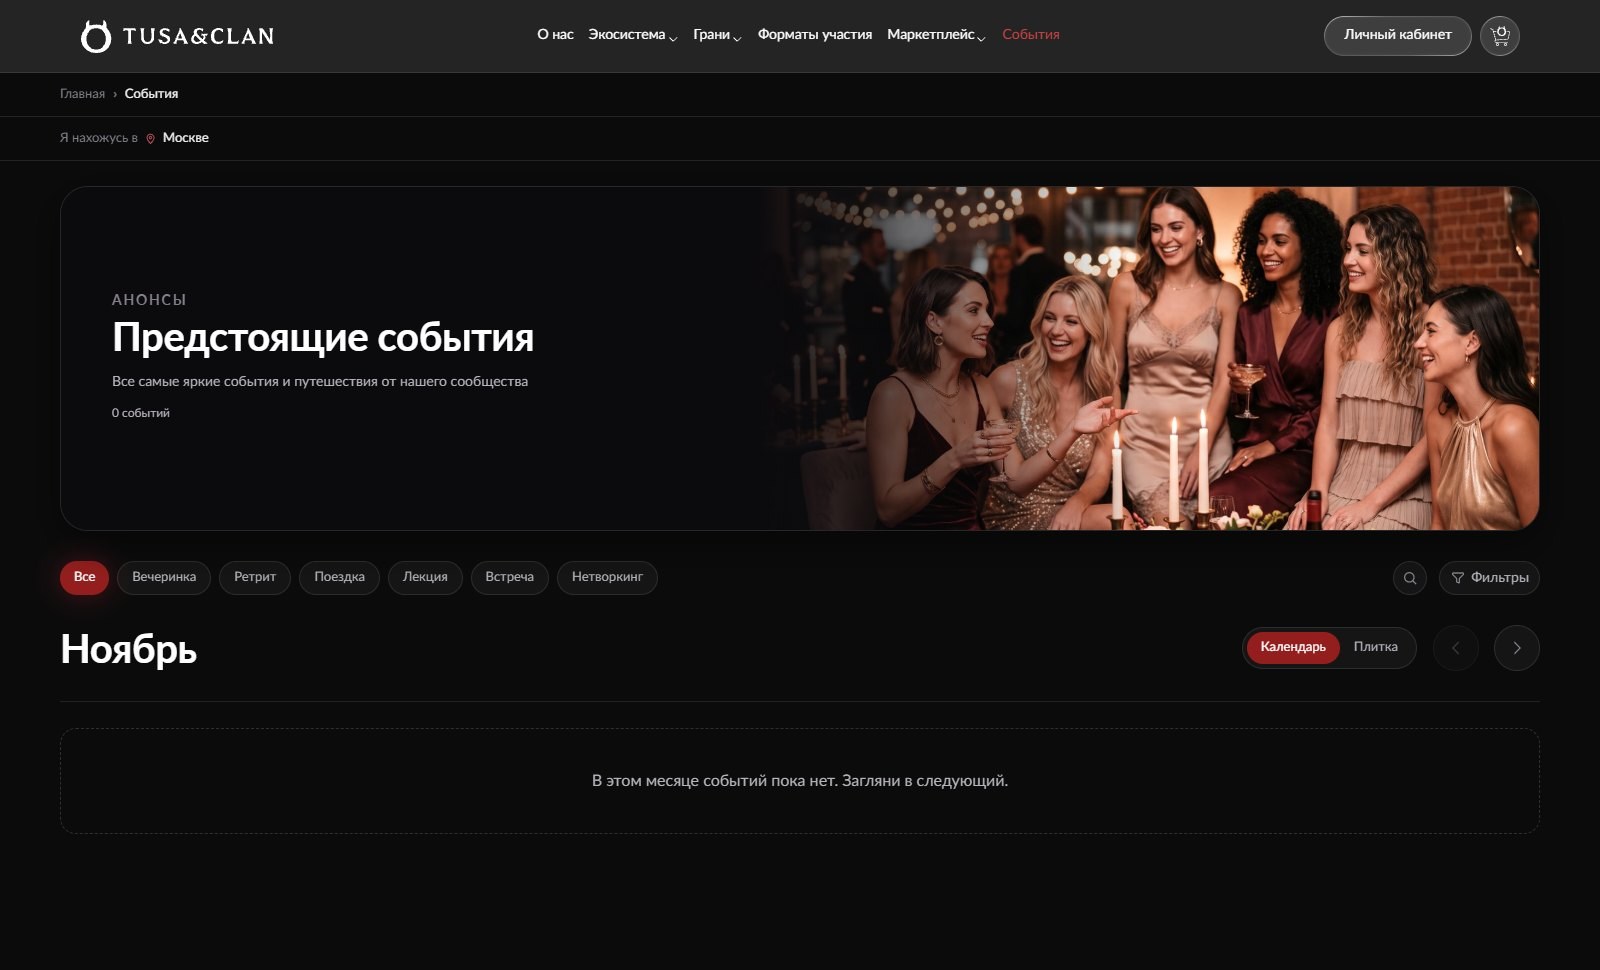 TUSA&CLAN
О нас
Экосистема
Грани
Форматы участия
Маркетплейс
События
Личный кабинет
Главная › События
Я нахожусь в Москве
АНОНСЫ
Предстоящие события
Все самые яркие события и путешествия от нашего сообщества
0 событий
Все
Вечеринка
Ретрит
Поездка
Лекция
Встреча
Нетворкинг
Фильтры
Ноябрь
Календарь
Плитка
В этом месяце событий пока нет. Загляни в следующий.